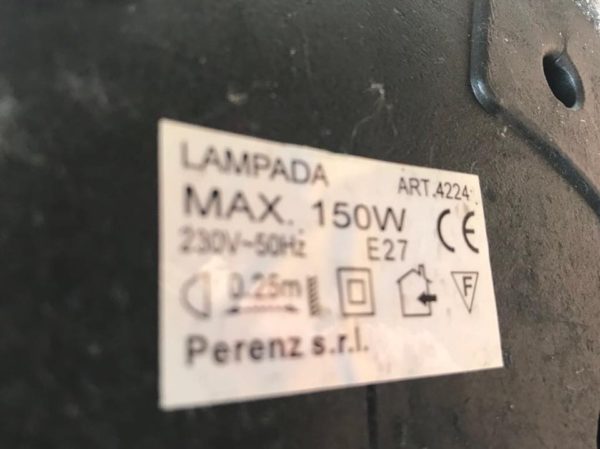 LAMPADA ART.4224
MAX. 150W CE
230V~50Hz E27
0.25m F
Perenz s.r.l.